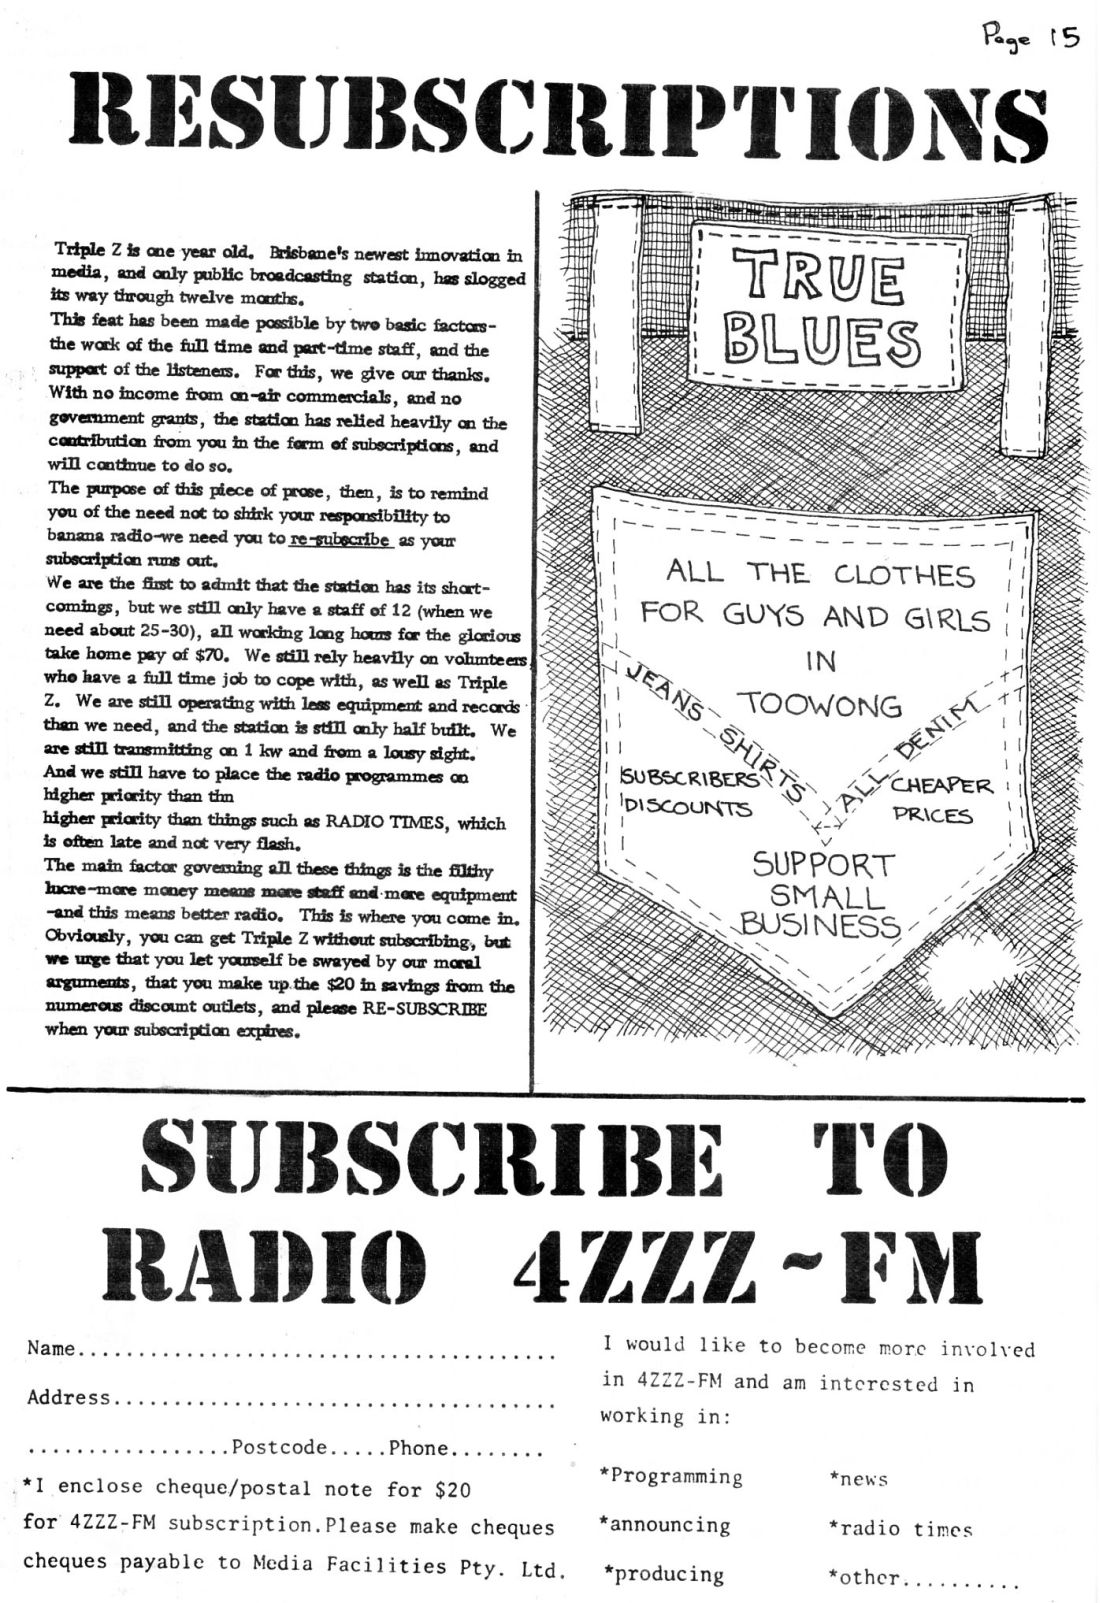 Page 15
RESUBSCRIPTIONS
Triple Z is one year old. Brisbane's newest innovation in
media, and only public broadcasting station, has slogged
its way through twelve months.
This feat has been made possible by two basic factors-
the work of the full time and part-time staff, and the
support of the listeners. For this, we give our thanks.
With no income from on-air commercials, and no
government grants, the station has relied heavily on the
contribution from you in the form of subscriptions, and
will continue to do so.
The purpose of this piece of prose, then, is to remind
you of the need not to shirk your responsibility to
banana radio-we need you to re-subscribe as your
subscription runs out.
We are the first to admit that the station has its short-
comings, but we still only have a staff of 12 (when we
need about 25-30), all working long hours for the glorious
take home pay of $70. We still rely heavily on volunteers
who have a full time job to cope with, as well as Triple
Z. We are still operating with less equipment and records
than we need, and the station is still only half built. We
are still transmitting on 1 kw and from a lousy sight.
And we still have to place the radio programmes on
higher priority than thn
higher priority than things such as RADIO TIMES, which
is often late and not very flash.
The main factor governing all these things is the filthy
lucre-more money means more staff and more equipment
-and this means better radio. This is where you come in.
Obviously, you can get Triple Z without subscribing, but
we urge that you let yourself be swayed by our moral
arguments, that you make up the $20 in savings from the
numerous discount outlets, and please RE-SUBSCRIBE
when your subscription expires.
TRUE
BLUES
ALL THE CLOTHES
FOR GUYS AND GIRLS
IN
TOOWONG
JEANS SHIRTS
ALL DENIM
SUBSCRIBERS
DISCOUNTS
CHEAPER
PRICES
SUPPORT
SMALL
BUSINESS
SUBSCRIBE TO
RADIO 4ZZZ~FM
Name........................................
Address.....................................
.................Postcode.....Phone........
*I enclose cheque/postal note for $20
for 4ZZZ-FM subscription.Please make cheques
cheques payable to Media Facilities Pty. Ltd.
I would like to become more involved
in 4ZZZ-FM and am interested in
working in:
*Programming *news
*announcing *radio times
*producing *other..........